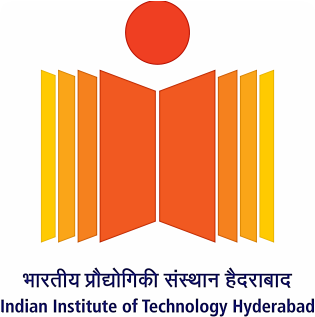 भारतीय प्रौद्योगिकी संस्थान हैदराबाद
Indian Institute of Technology Hyderabad